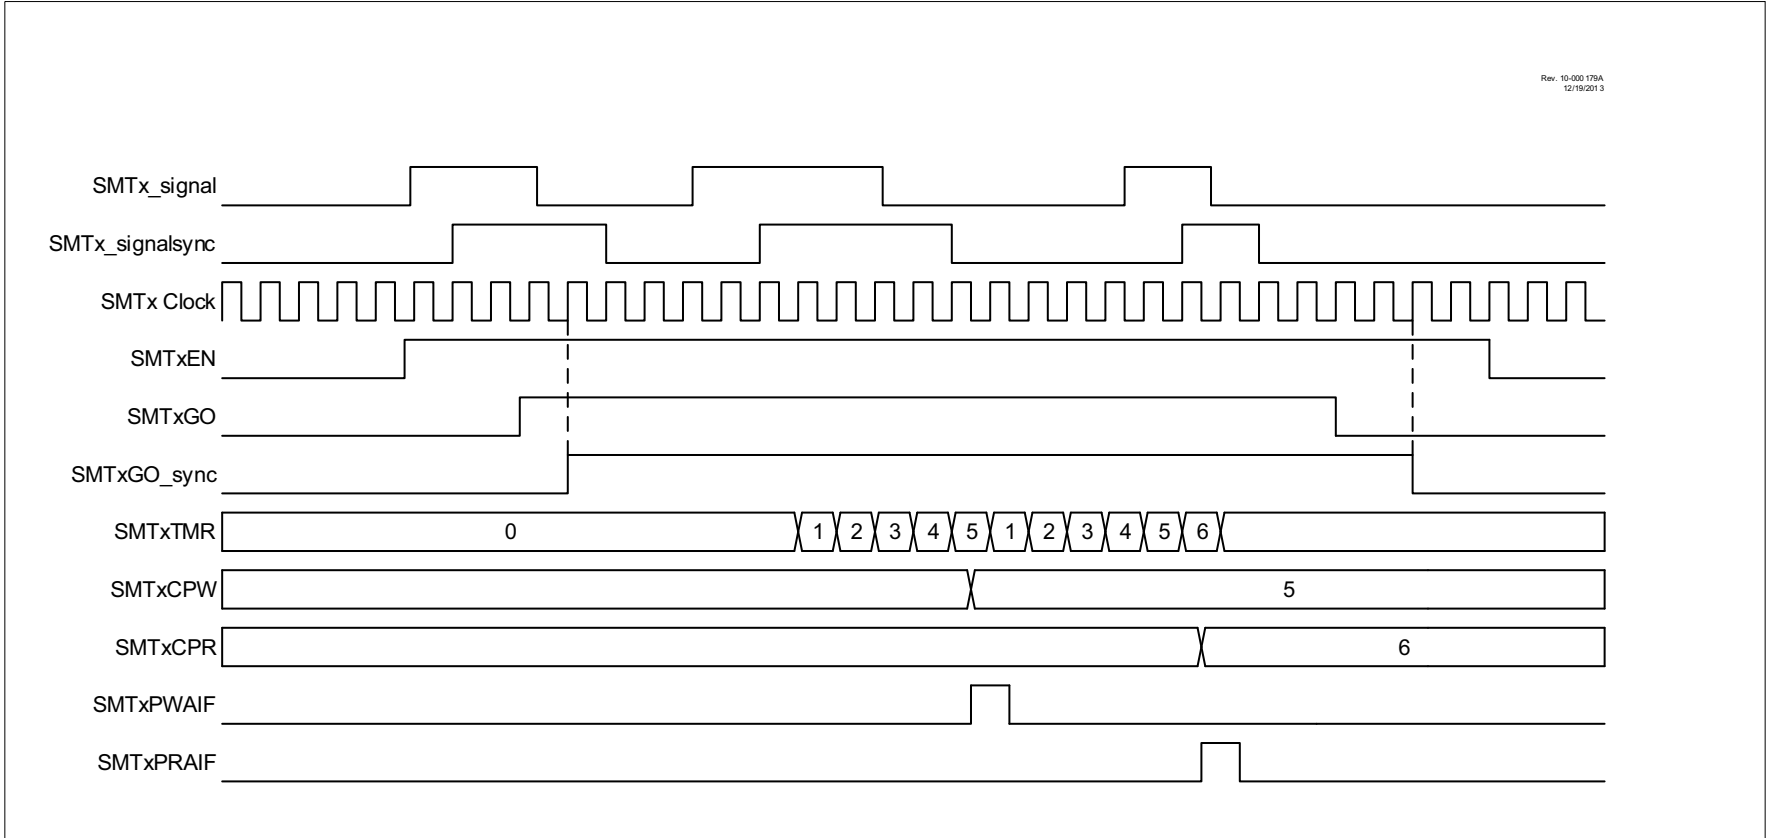 Rev. 10-000 179A
12/19/201 3
SMTx_signal
SMTx_signalsync
SMTx Clock
SMTxEN
SMTxGO
SMTxGO_sync
SMTxTMR 0 1 2 3 4 5 1 2 3 4 5 6
SMTxCPW 5
SMTxCPR 6
SMTxPWAIF
SMTxPRAIF